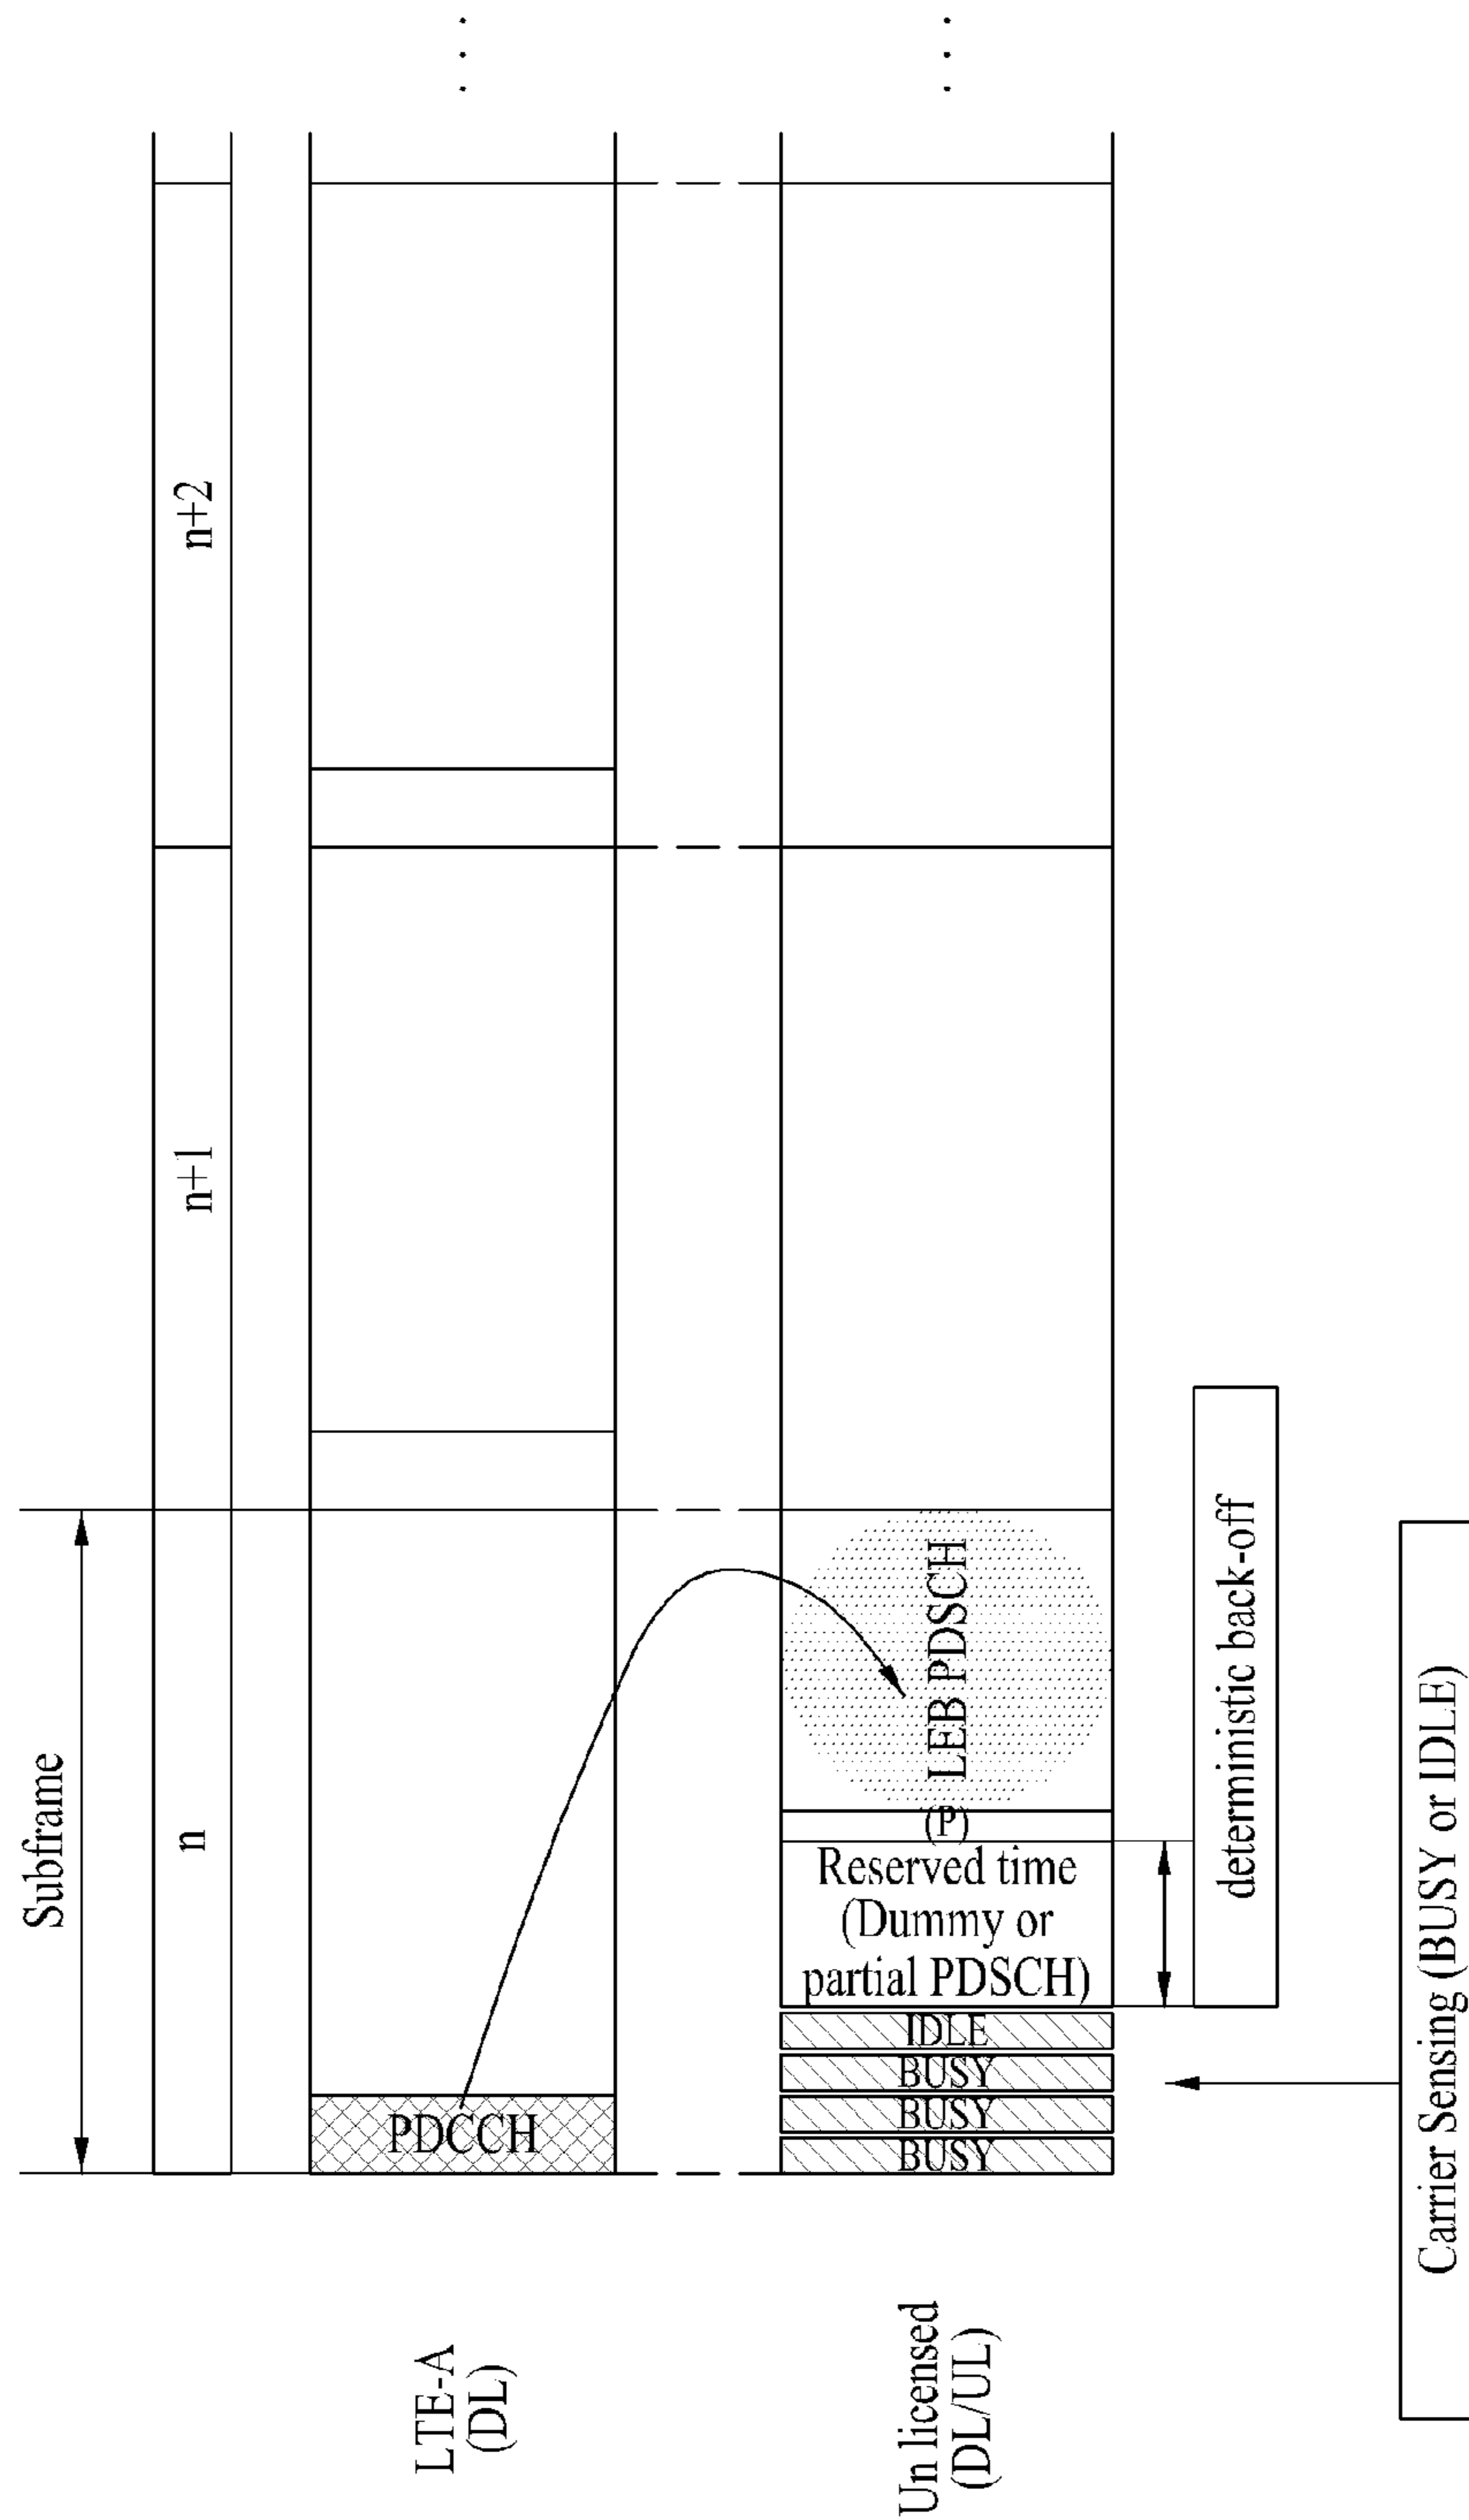 Subframe
n
n+1
n+2
LTE-A
(DL)
PDCCH
Un licensed
(DL/UL)
BUSY
BUSY
BUSY
IDLE
Reserved time
(Dummy or
partial PDSCH)
(P)
LEB PDSCH
deterministic back-off
Carrier Sensing (BUSY or IDLE)